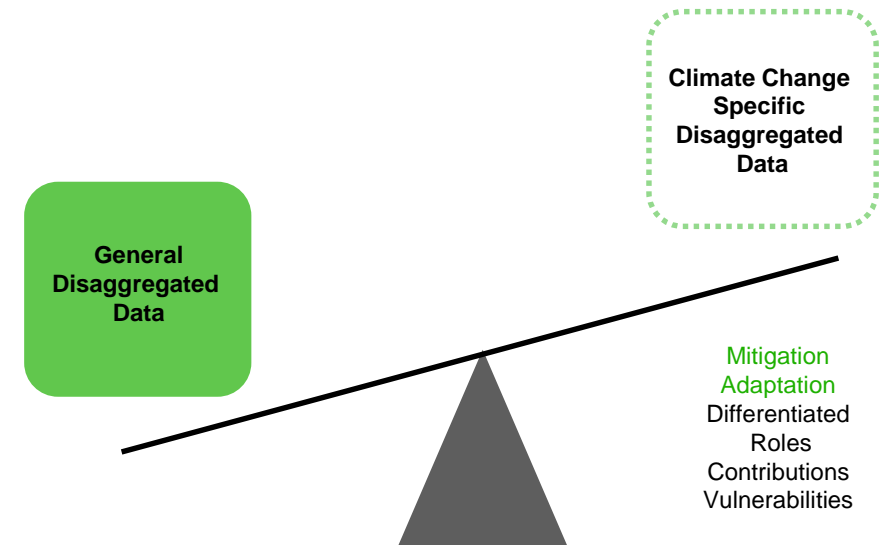 Climate Change
Specific
Disaggregated
Data
General
Disaggregated
Data
Mitigation
Adaptation
Differentiated
Roles
Contributions
Vulnerabilities